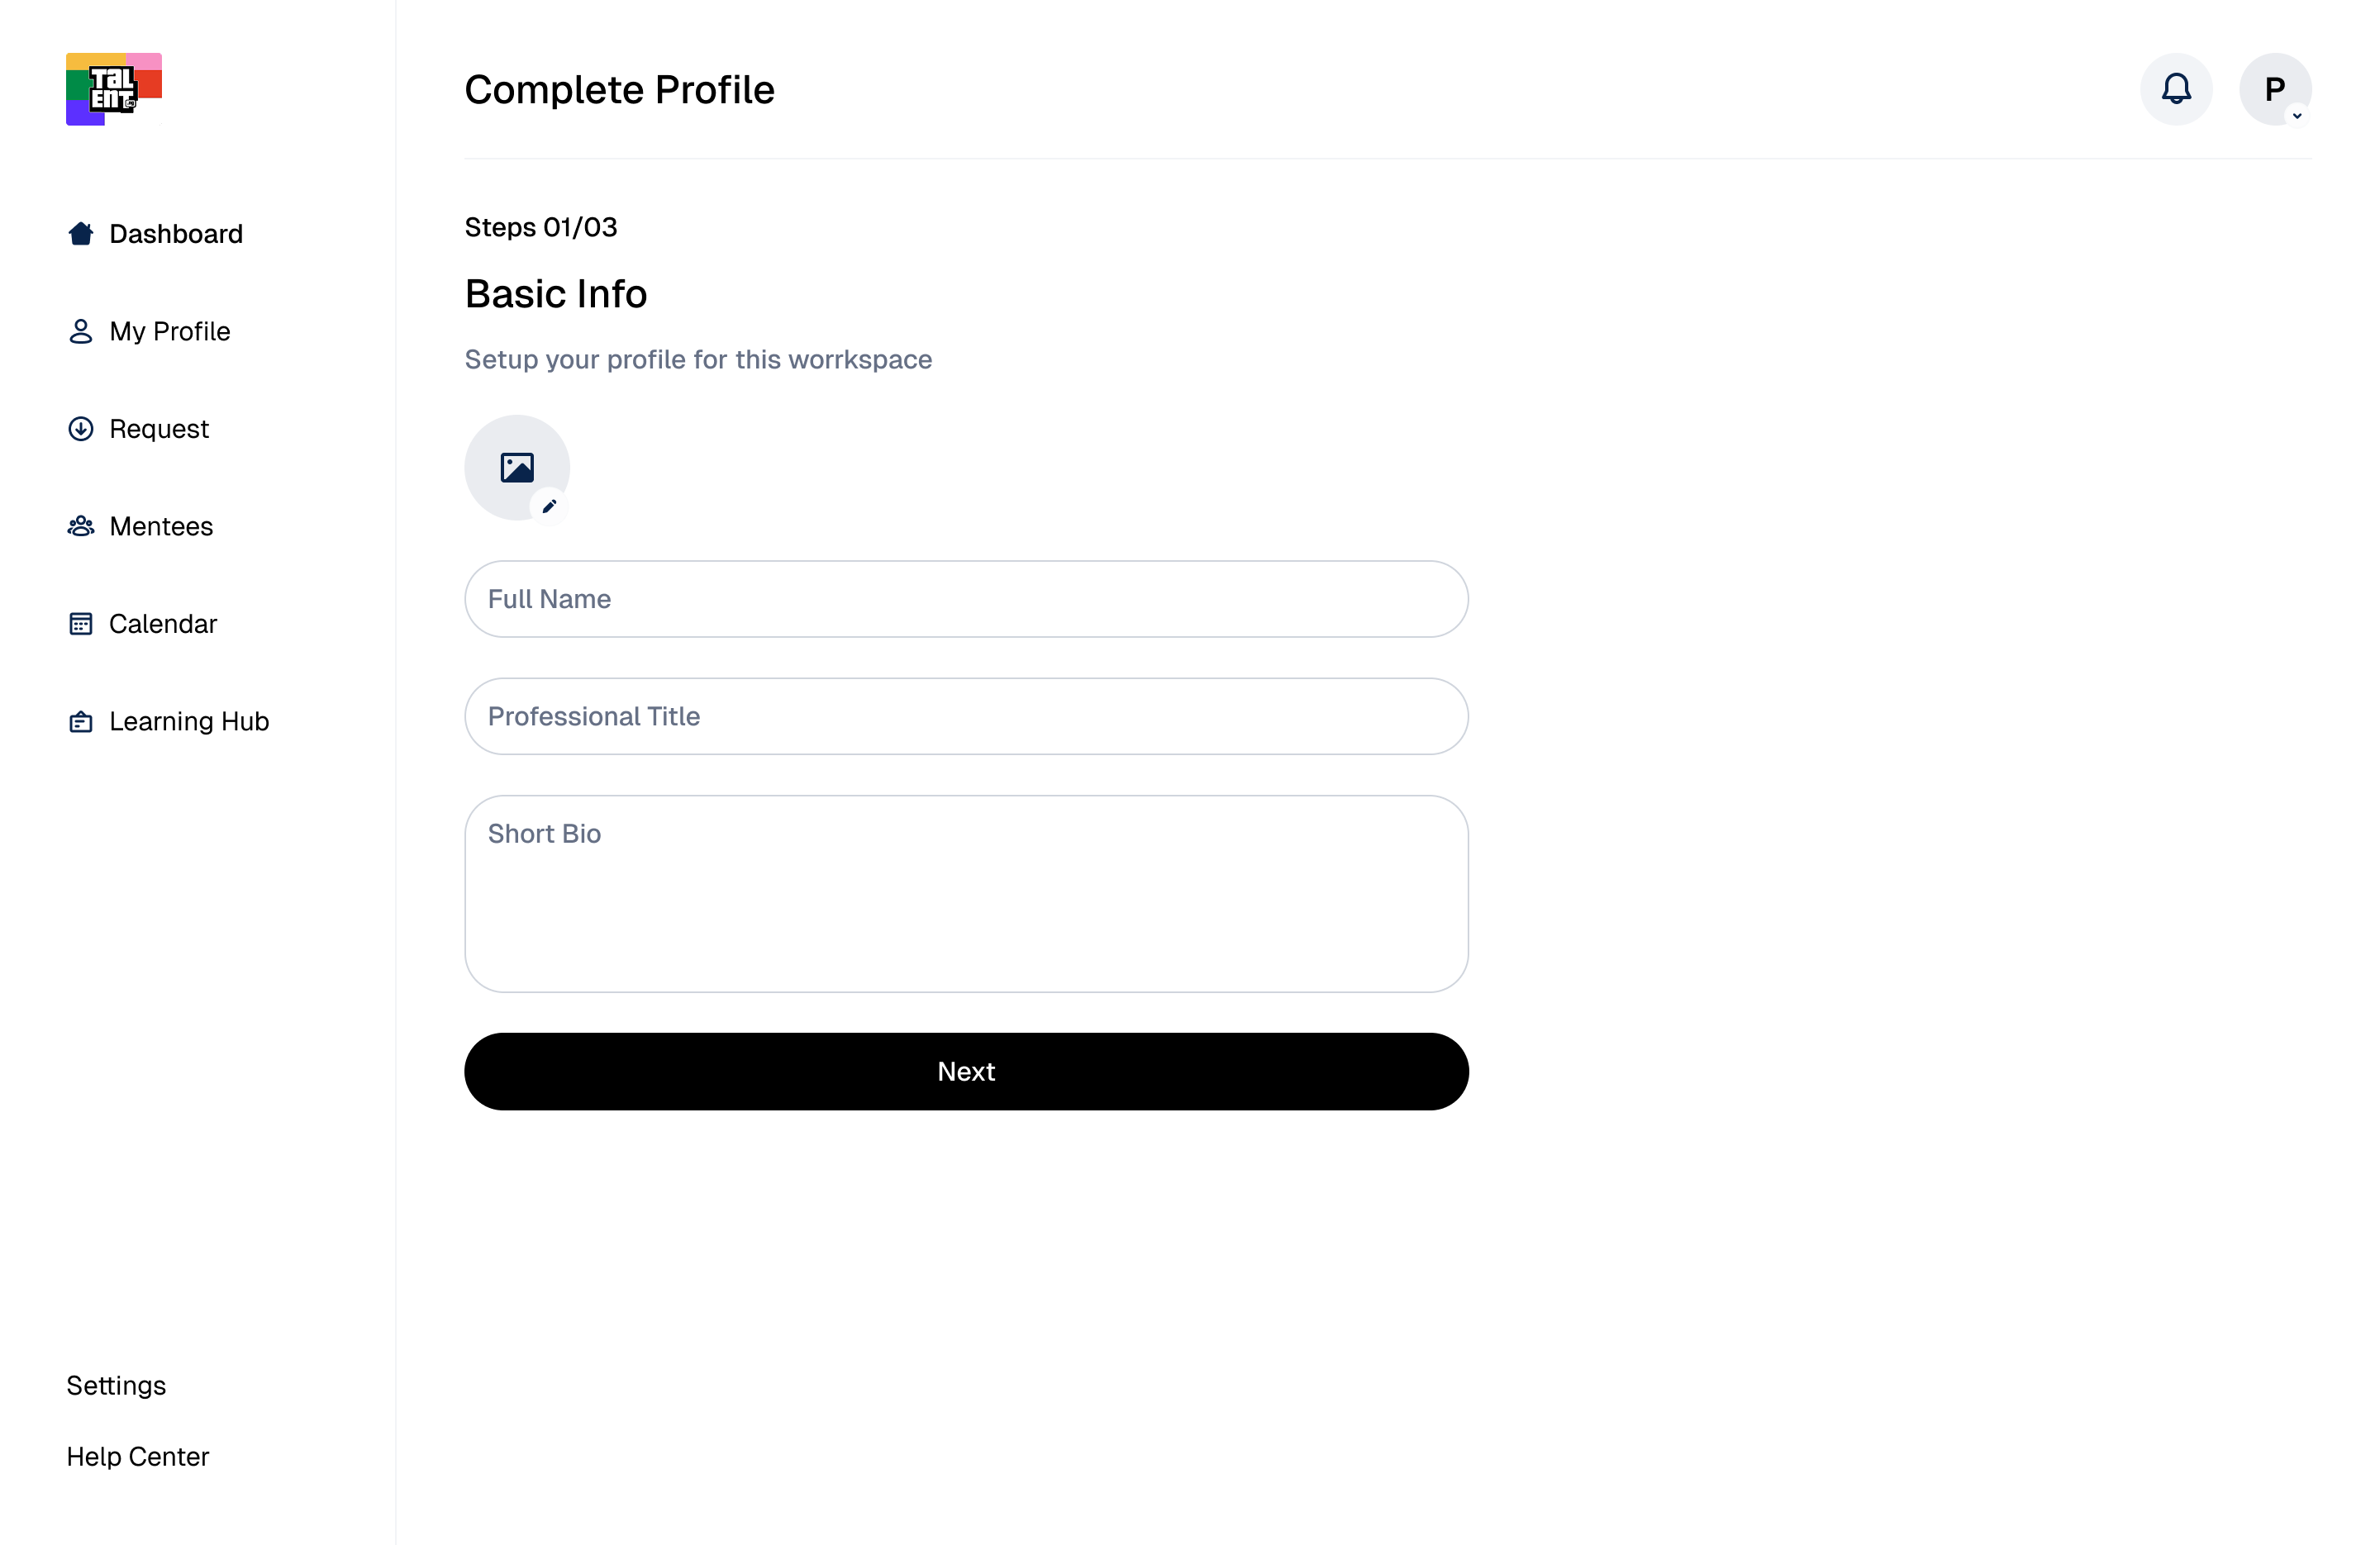 TaL
ENT
Dashboard
My Profile
Request
Mentees
Calendar
Learning Hub
Settings
Help Center
Complete Profile
P
Steps 01/03
Basic Info
Setup your profile for this worrkspace
Full Name
Professional Title
Short Bio
Next